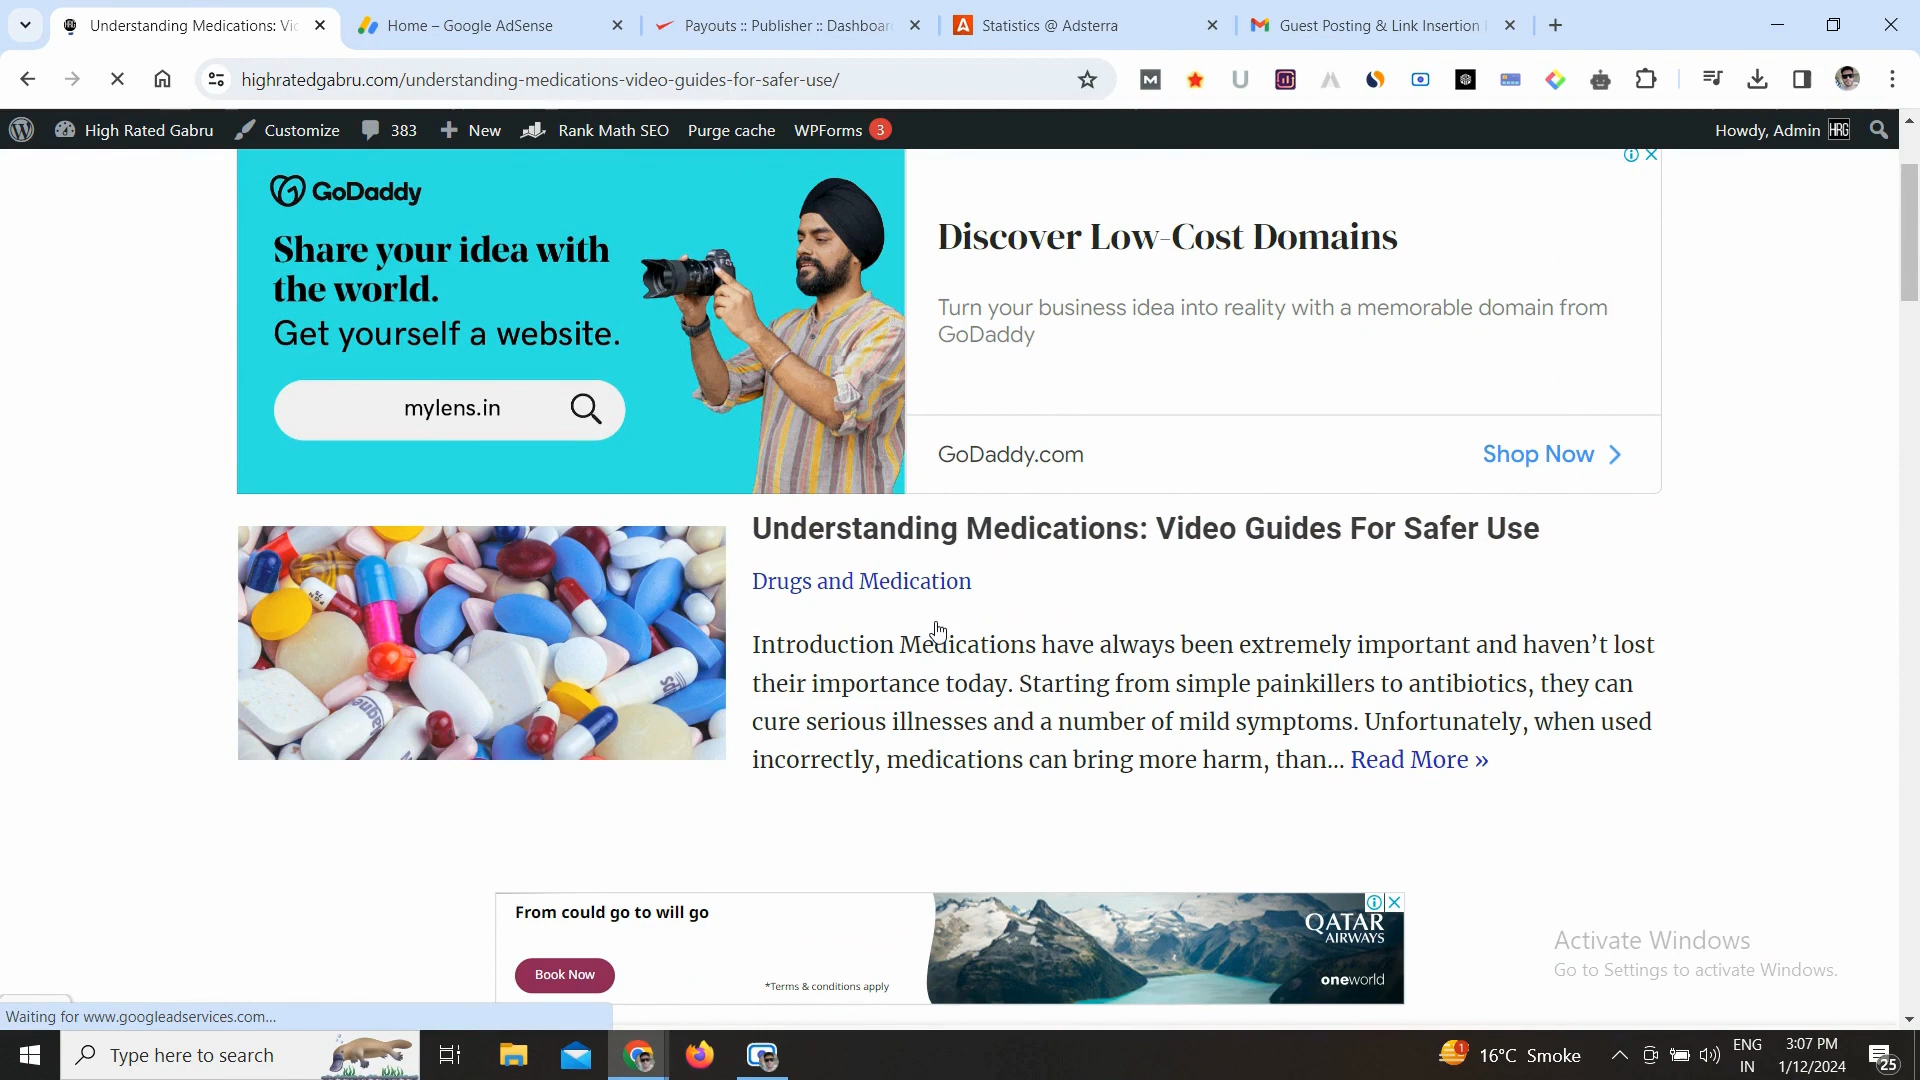 Understanding Medications: Vi
Home – Google AdSense
Payouts :: Publisher :: Dashboar
Statistics @ Adsterra
Guest Posting & Link Insertion
highratedgabru.com/understanding-medications-video-guides-for-safer-use/
High Rated Gabru
Customize
383
New
Rank Math SEO
Purge cache
WPForms 3
Howdy, Admin HRG
GoDaddy
Share your idea with
the world.
Get yourself a website.
mylens.in
Discover Low-Cost Domains
Turn your business idea into reality with a memorable domain from
GoDaddy
GoDaddy.com
Shop Now
Understanding Medications: Video Guides For Safer Use
Drugs and Medication
Introduction Medications have always been extremely important and haven’t lost
their importance today. Starting from simple painkillers to antibiotics, they can
cure serious illnesses and a number of mild symptoms. Unfortunately, when used
incorrectly, medications can bring more harm, than... Read More »
From could go to will go
Book Now
*Terms & conditions apply
QATAR
AIRWAYS
oneworld
Activate Windows
Go to Settings to activate Windows.
Waiting for www.googleadservices.com...
Type here to search
1
16°C Smoke
ENG
IN
3:07 PM
1/12/2024
25